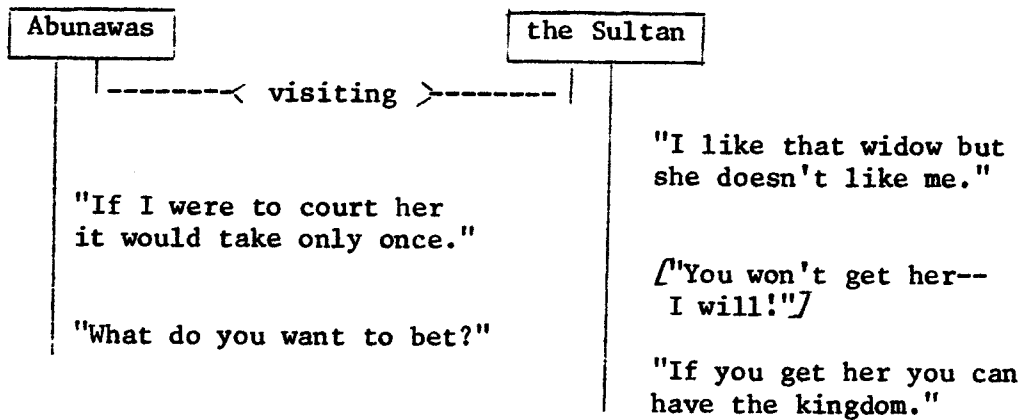 Abunawas
the Sultan
visiting
"I like that widow but
she doesn't like me."
"If I were to court her
it would take only once."
["You won't get her--
I will!"]
"What do you want to bet?"
"If you get her you can
have the kingdom."